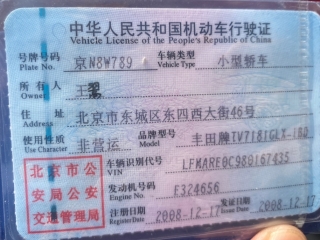 中华人民共和国机动车行驶证
Vehicle License of the People's Republic of China
号牌号码 京N8W789 车辆类型 小型轿车
Plate No. Vehicle Type
所有人 王
Owner
住址 北京市东城区东四西大街46号
Address
使用性质 非营运 品牌型号 丰田牌TV7181GLX-iBD
Use Character Model
北京市公 车辆识别代号 LFMARE0C980167435
VIN
安局公安 发动机号码 F324656
Engine No.
交通管理局 注册日期 2008-12-17 发证日期 2008-12-17
Register Date Issue Date